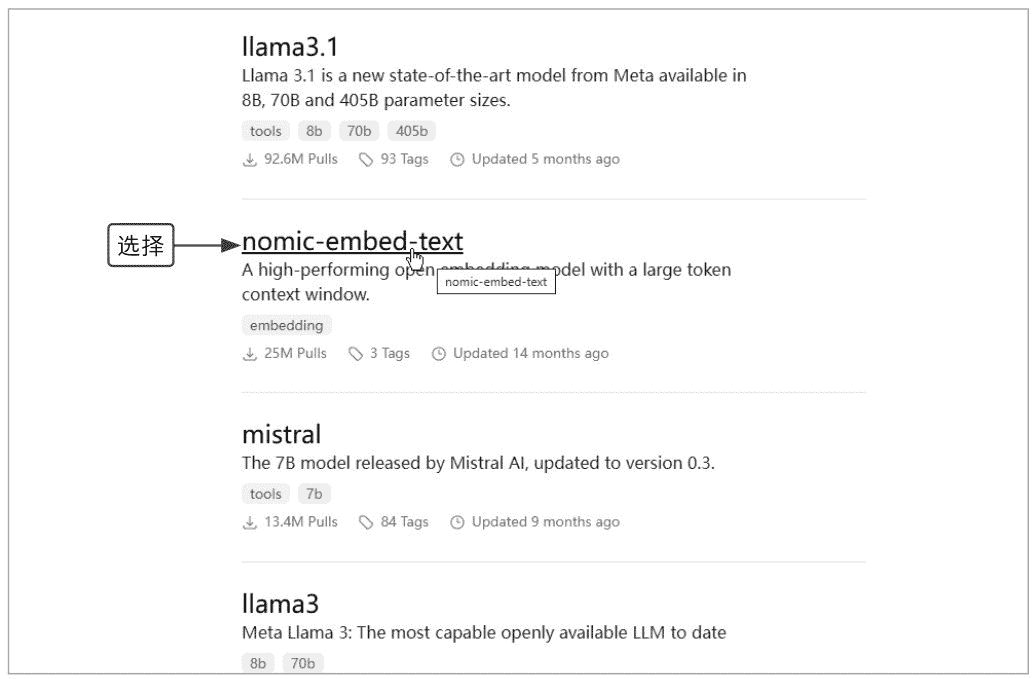 llama3.1
Llama 3.1 is a new state-of-the-art model from Meta available in
8B, 70B and 405B parameter sizes.
tools 8b 70b 405b
92.6M Pulls 93 Tags Updated 5 months ago
选择
nomic-embed-text
A high-performing open embedding model with a large token
nomic-embed-text
context window.
embedding
25M Pulls 3 Tags Updated 14 months ago
mistral
The 7B model released by Mistral AI, updated to version 0.3.
tools 7b
13.4M Pulls 84 Tags Updated 9 months ago
llama3
Meta Llama 3: The most capable openly available LLM to date
8b 70b